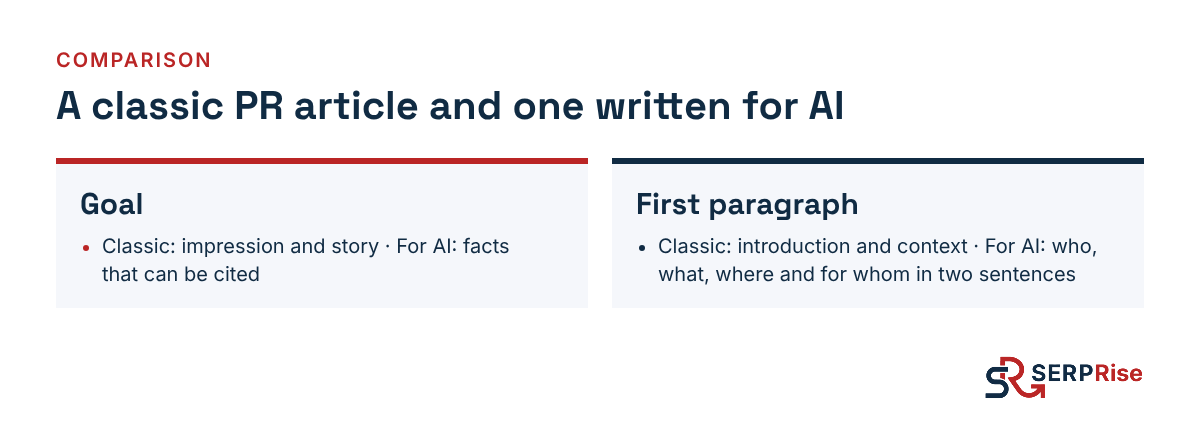 COMPARISON
A classic PR article and one written for AI
Goal
• Classic: impression and story · For AI: facts
that can be cited
First paragraph
• Classic: introduction and context · For AI: who,
what, where and for whom in two sentences
SR SERPRise